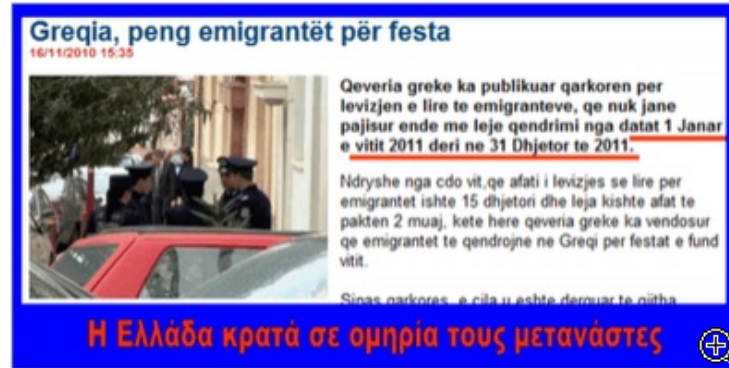 Greqia, peng emigrantët për festa
16/11/2010 15:35
Qeveria greke ka publikuar qarkoren per
levizjen e lire te emigranteve, qe nuk jane
pajisur ende me leje qendrimi nga datat 1 Janar
e vitit 2011 deri ne 31 Dhjetor te 2011.
Ndryshe nga cdo vit,qe afati i levizjes se lire per
emigrantet ishte 15 dhjetori dhe leja kishte afat te
pakten 2 muaj, kete here qeveria greke ka vendosur
qe emigrantet te qendrojne ne Greqi per festat e fund
vitit.
Sipas qarkores, e cila u eshte derguar te gjitha
Η Ελλάδα κρατά σε ομηρία τους μετανάστες